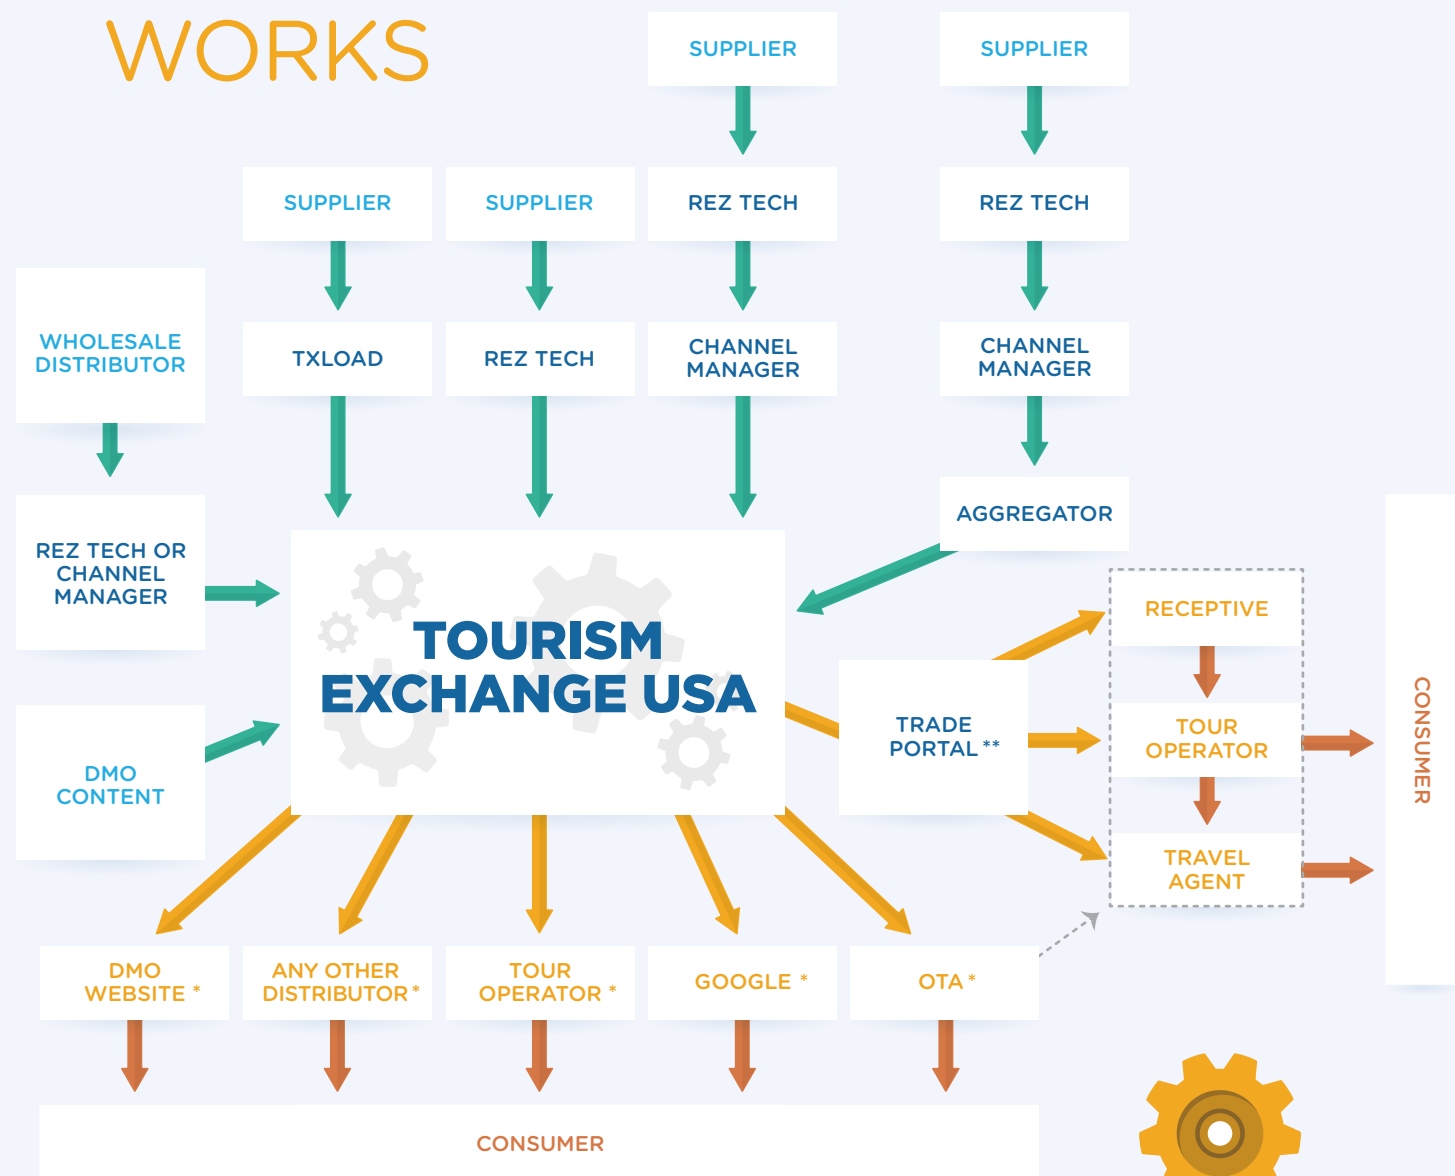 WORKS
SUPPLIER
SUPPLIER
SUPPLIER
SUPPLIER
REZ TECH
REZ TECH
WHOLESALE
DISTRIBUTOR
TXLOAD
REZ TECH
CHANNEL
MANAGER
CHANNEL
MANAGER
AGGREGATOR
REZ TECH OR
CHANNEL
MANAGER
TOURISM
EXCHANGE USA
RECEPTIVE
TRADE
PORTAL **
TOUR
OPERATOR
CONSUMER
DMO
CONTENT
TRAVEL
AGENT
DMO
WEBSITE *
ANY OTHER
DISTRIBUTOR *
TOUR
OPERATOR *
GOOGLE *
OTA *
CONSUMER